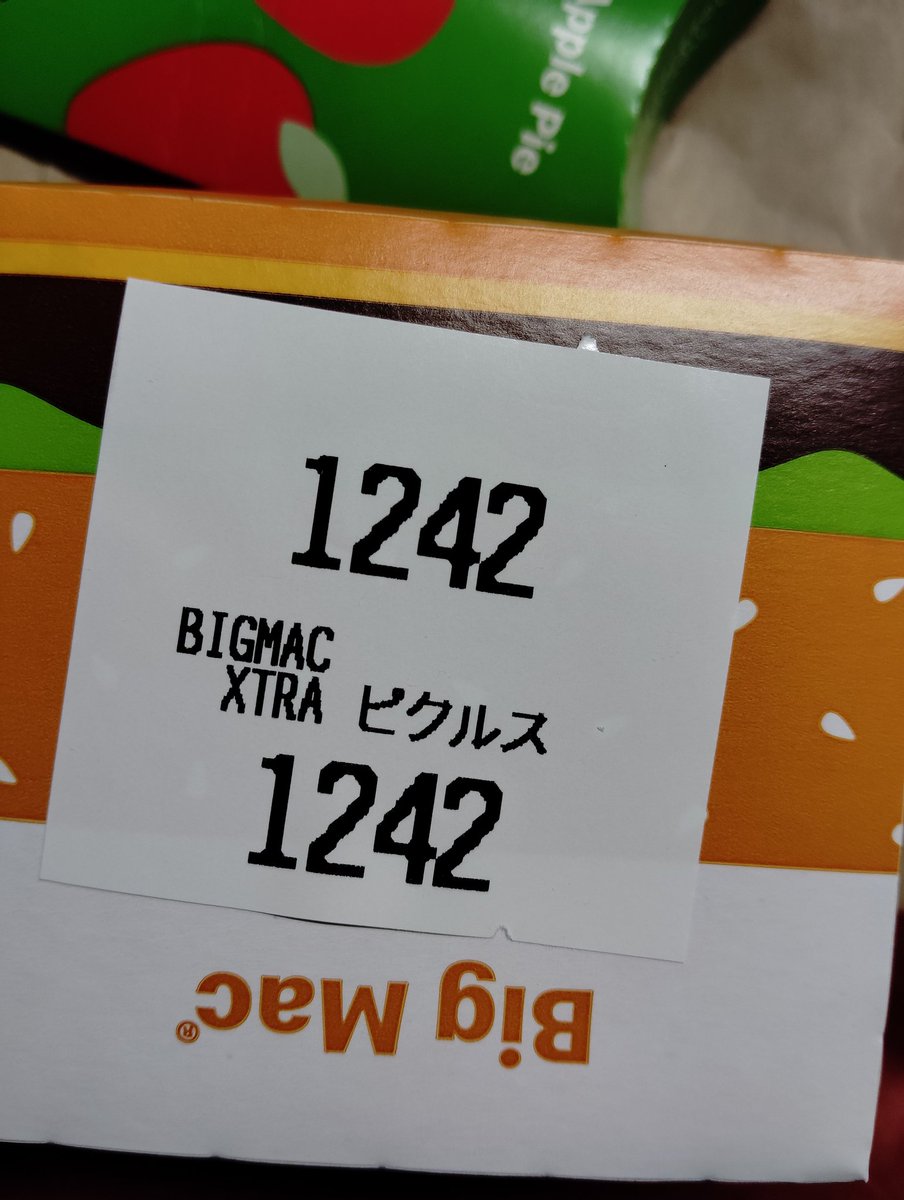 Apple Pie
1242
BIGMAC
XTRA ピクルス
1242
Big Mac®